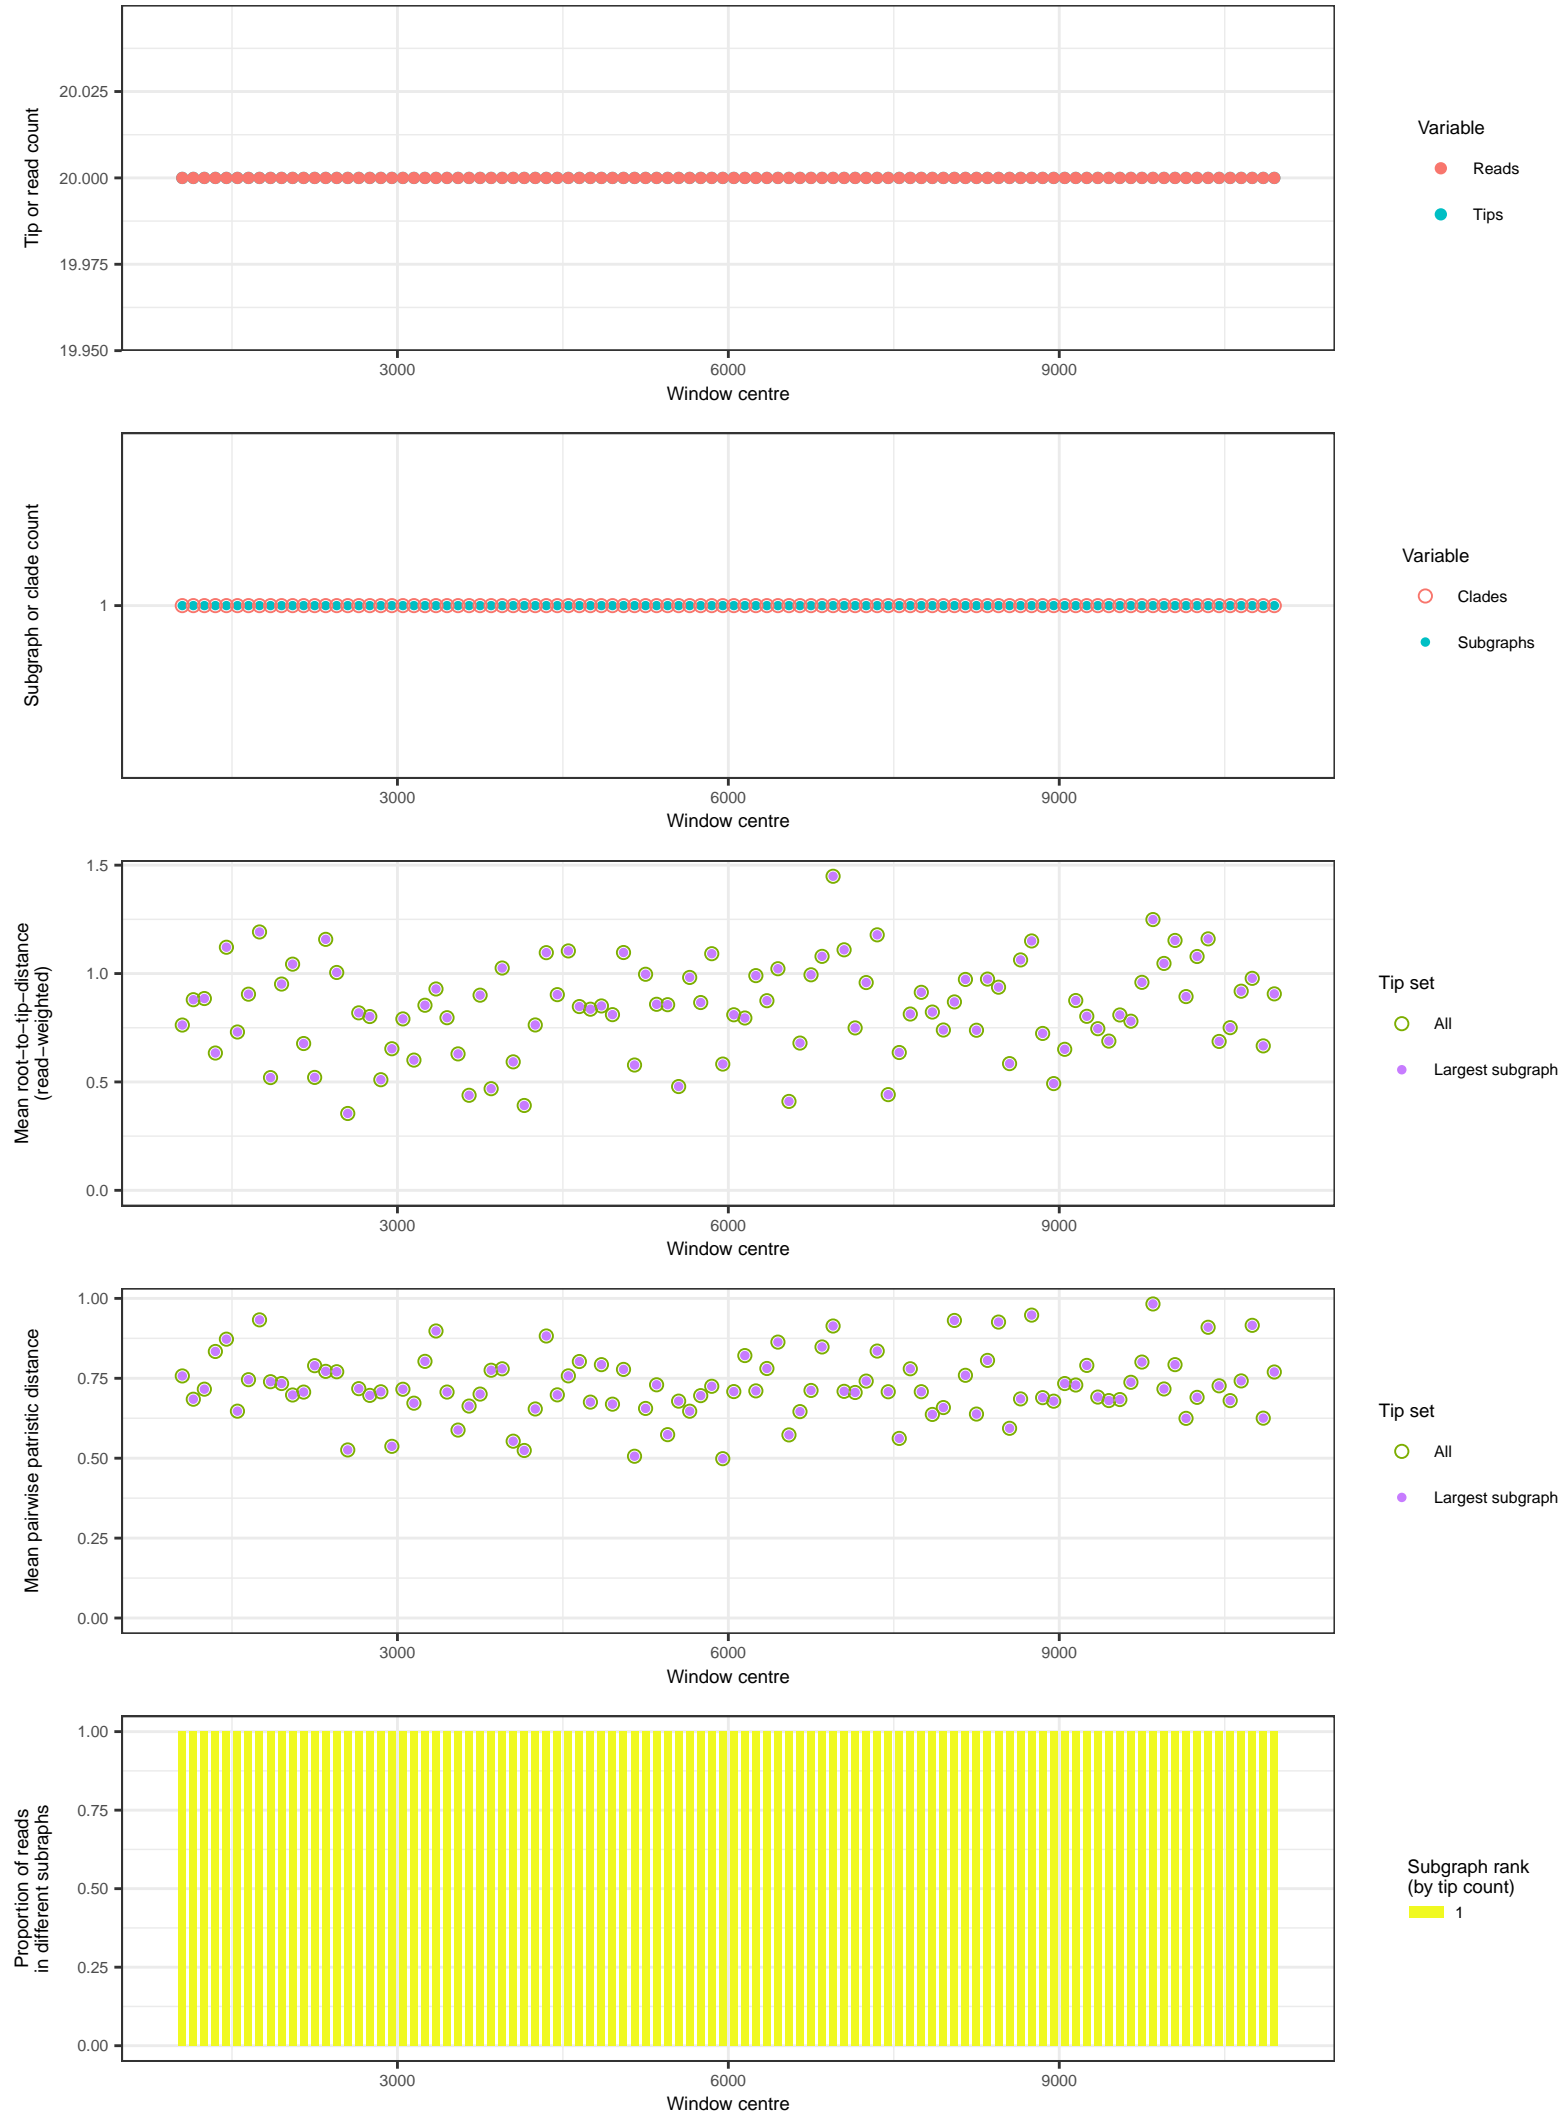 Tip or read count
20.025
20.000
19.975
19.950
3000
6000
9000
Window centre
Variable
Reads
Tips
Subgraph or clade count
1
3000
6000
9000
Window centre
Variable
Clades
Subgraphs
Mean root−to−tip−distance
(read−weighted)
1.5
1.0
0.5
0.0
3000
6000
9000
Window centre
Tip set
All
Largest subgraph
Mean pairwise patristic distance
1.00
0.75
0.50
0.25
0.00
3000
6000
9000
Window centre
Tip set
All
Largest subgraph
Proportion of reads
in different subraphs
1.00
0.75
0.50
0.25
0.00
3000
6000
9000
Window centre
Subgraph rank
(by tip count)
1